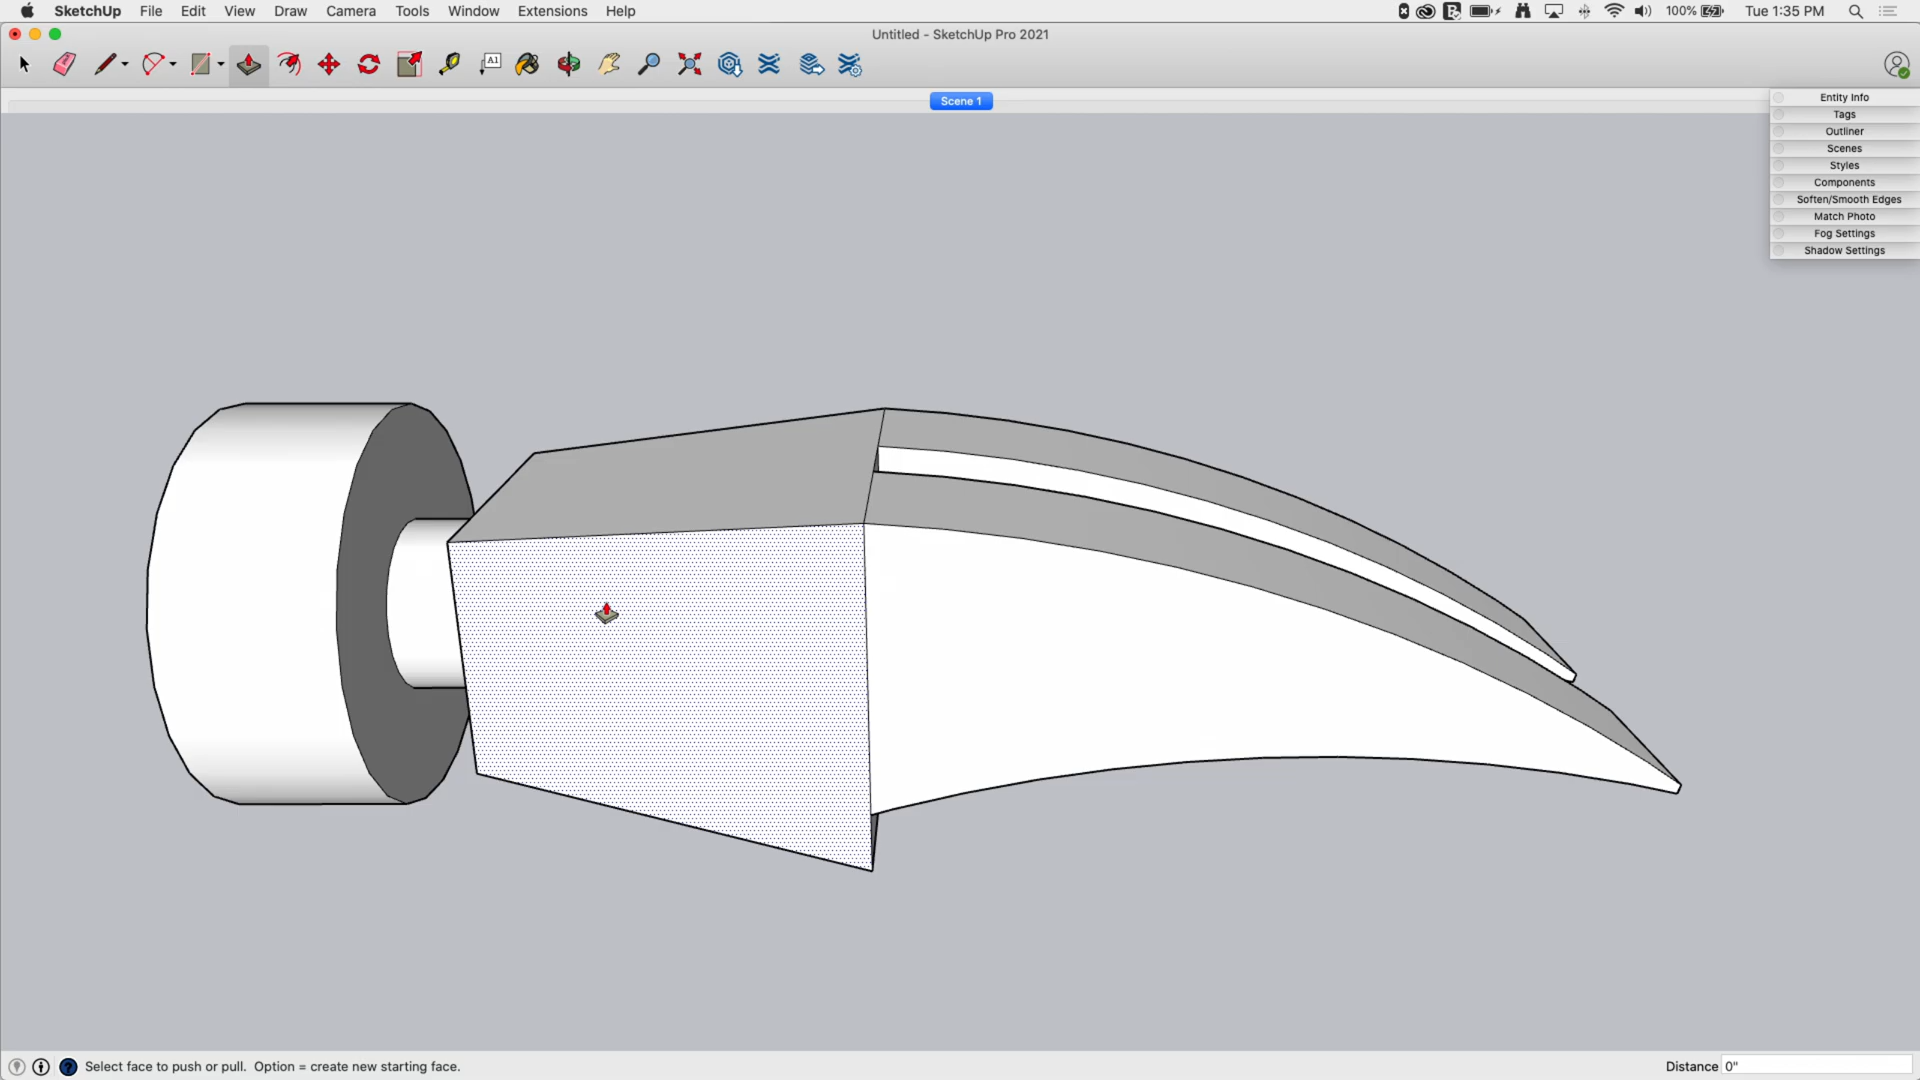 SketchUp File Edit View Draw Camera Tools Window Extensions Help 100% Tue 1:35 PM
Untitled - SketchUp Pro 2021
A1
Scene 1
Entity Info
Tags
Outliner
Scenes
Styles
Components
Soften/Smooth Edges
Match Photo
Fog Settings
Shadow Settings
Select face to push or pull. Option = create new starting face. Distance 0"